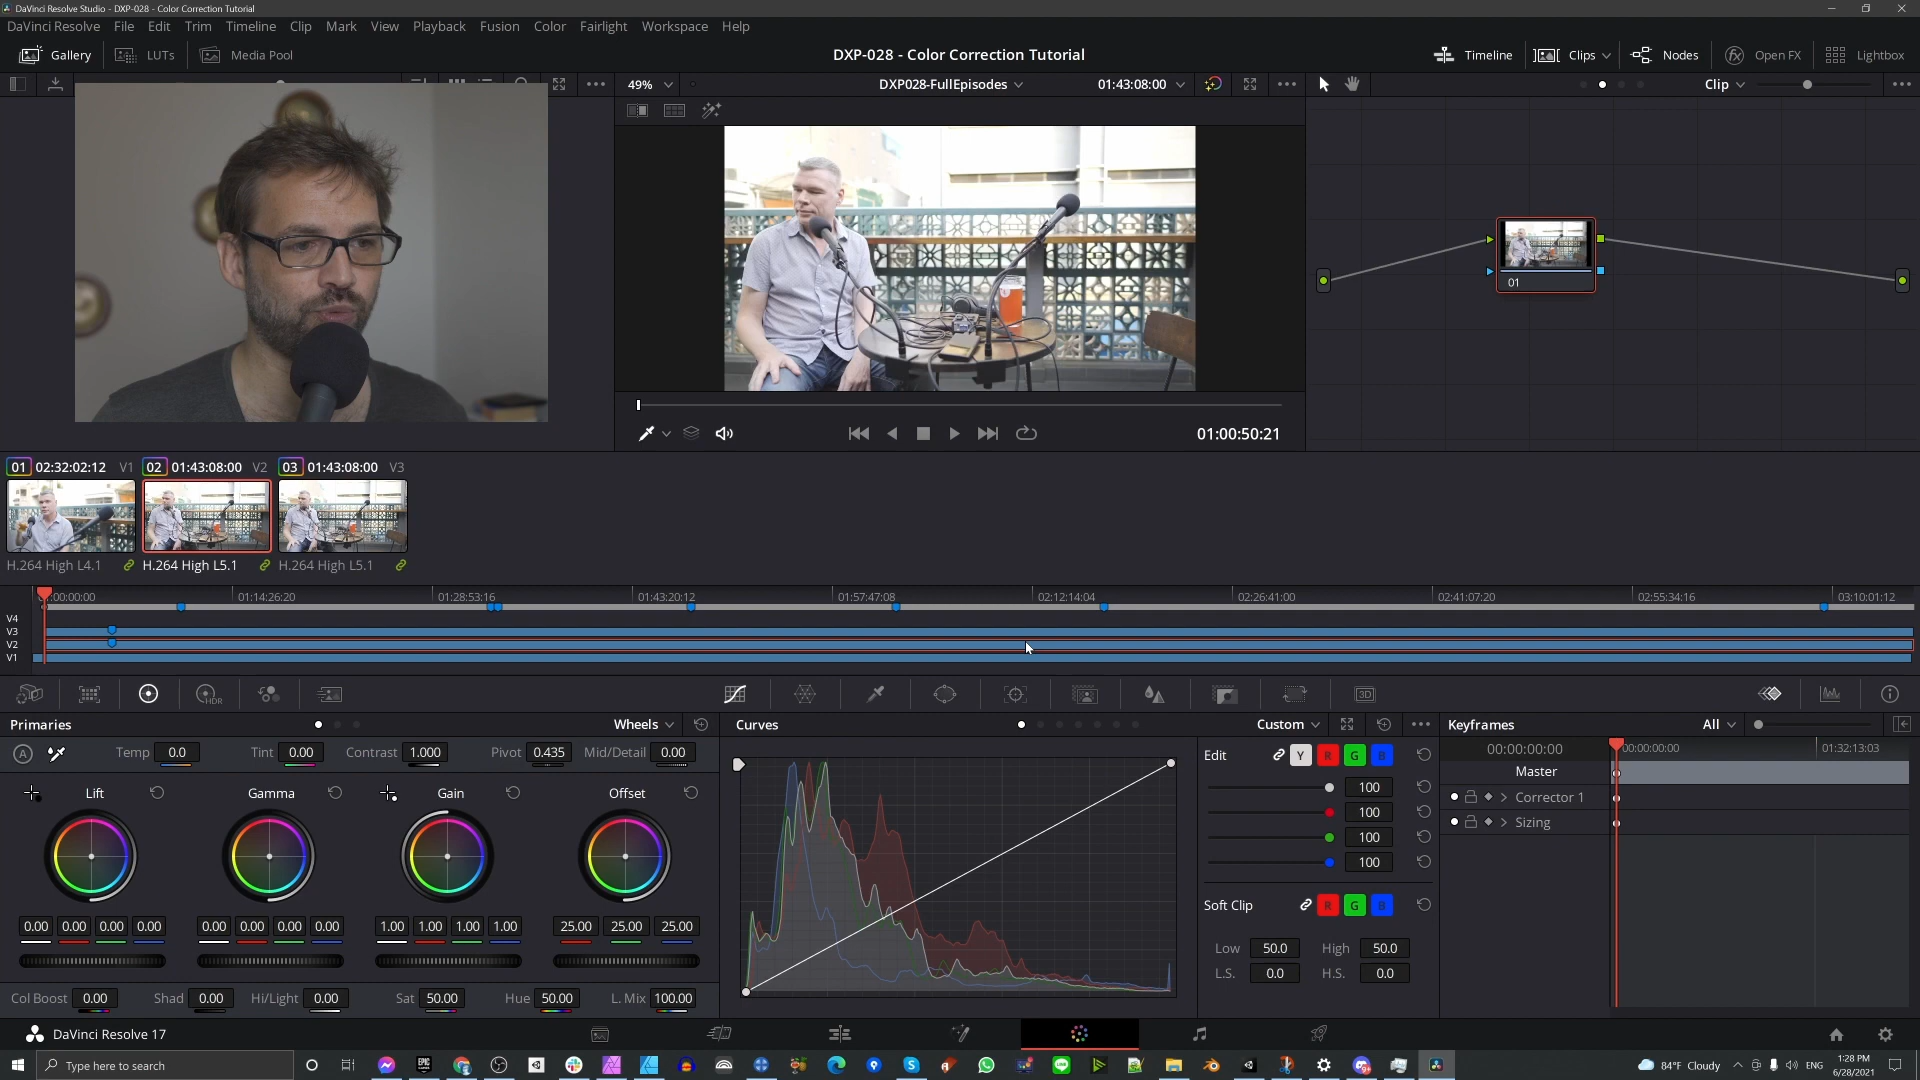 DaVinci Resolve Studio - DXP-028 - Color Correction Tutorial
DaVinci Resolve File Edit Trim Timeline Clip Mark View Playback Fusion Color Fairlight Workspace Help
Gallery LUTs Media Pool DXP-028 - Color Correction Tutorial Timeline Clips Nodes Open FX Lightbox
49% DXP028-FullEpisodes 01:43:08:00 Clip
01
01:00:50:21
01 02:32:02:12 V1 02 01:43:08:00 V2 03 01:43:08:00 V3
H.264 High L4.1 H.264 High L5.1 H.264 High L5.1
:00:00:00 01:14:26:20 01:28:53:16 01:43:20:12 01:57:47:08 02:12:14:04 02:26:41:00 02:41:07:20 02:55:34:16 03:10:01:12
V4
V3
V2
V1
HDR 3D
Primaries Wheels Curves Custom Keyframes All
A Temp 0.0 Tint 0.00 Contrast 1.000 Pivot 0.435 Mid/Detail 0.00
Edit Y R G B
00:00:00:00 00:00:00:00 01:32:13:03
Master
Lift Gamma Gain Offset
100
100
100
100
Corrector 1
Sizing
Soft Clip R G B
0.00 0.00 0.00 0.00 0.00 0.00 0.00 0.00 1.00 1.00 1.00 1.00 25.00 25.00 25.00
Low 50.0 High 50.0
L.S. 0.0 H.S. 0.0
Col Boost 0.00 Shad 0.00 Hi/Light 0.00 Sat 50.00 Hue 50.00 L. Mix 100.00
DaVinci Resolve 17
Type here to search
84°F Cloudy ENG 1:28 PM
6/28/2021